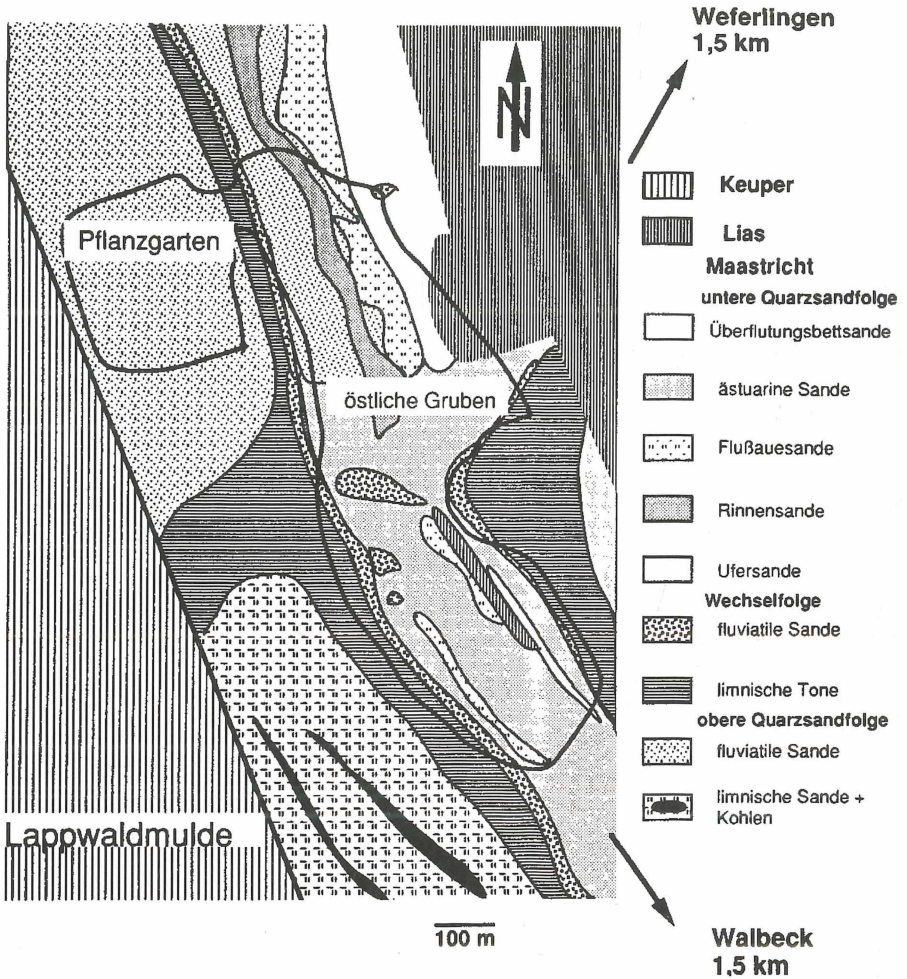 Weferlingen
1,5 km
N
Keuper
Lias
Maastricht
untere Quarzsandfolge
Überflutungsbettsande
ästuarine Sande
Flußauesande
Rinnensande
Ufersande
Wechselfolge
fluviatile Sande
limnische Tone
obere Quarzsandfolge
fluviatile Sande
limnische Sande +
Kohlen
Pflanzgarten
östliche Gruben
Lappwaldmulde
100 m
Walbeck
1,5 km